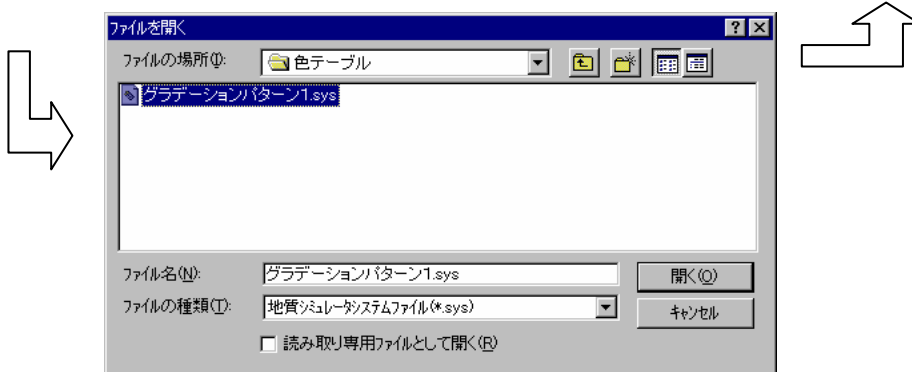 ファイルを開く
ファイルの場所(I): 色テーブル
グラデーションパターン1.sys
ファイル名(N): グラデーションパターン1.sys 開く(O)
ファイルの種類(T): 地質シミュレータシステムファイル(*.sys) キャンセル
読み取り専用ファイルとして開く(R)